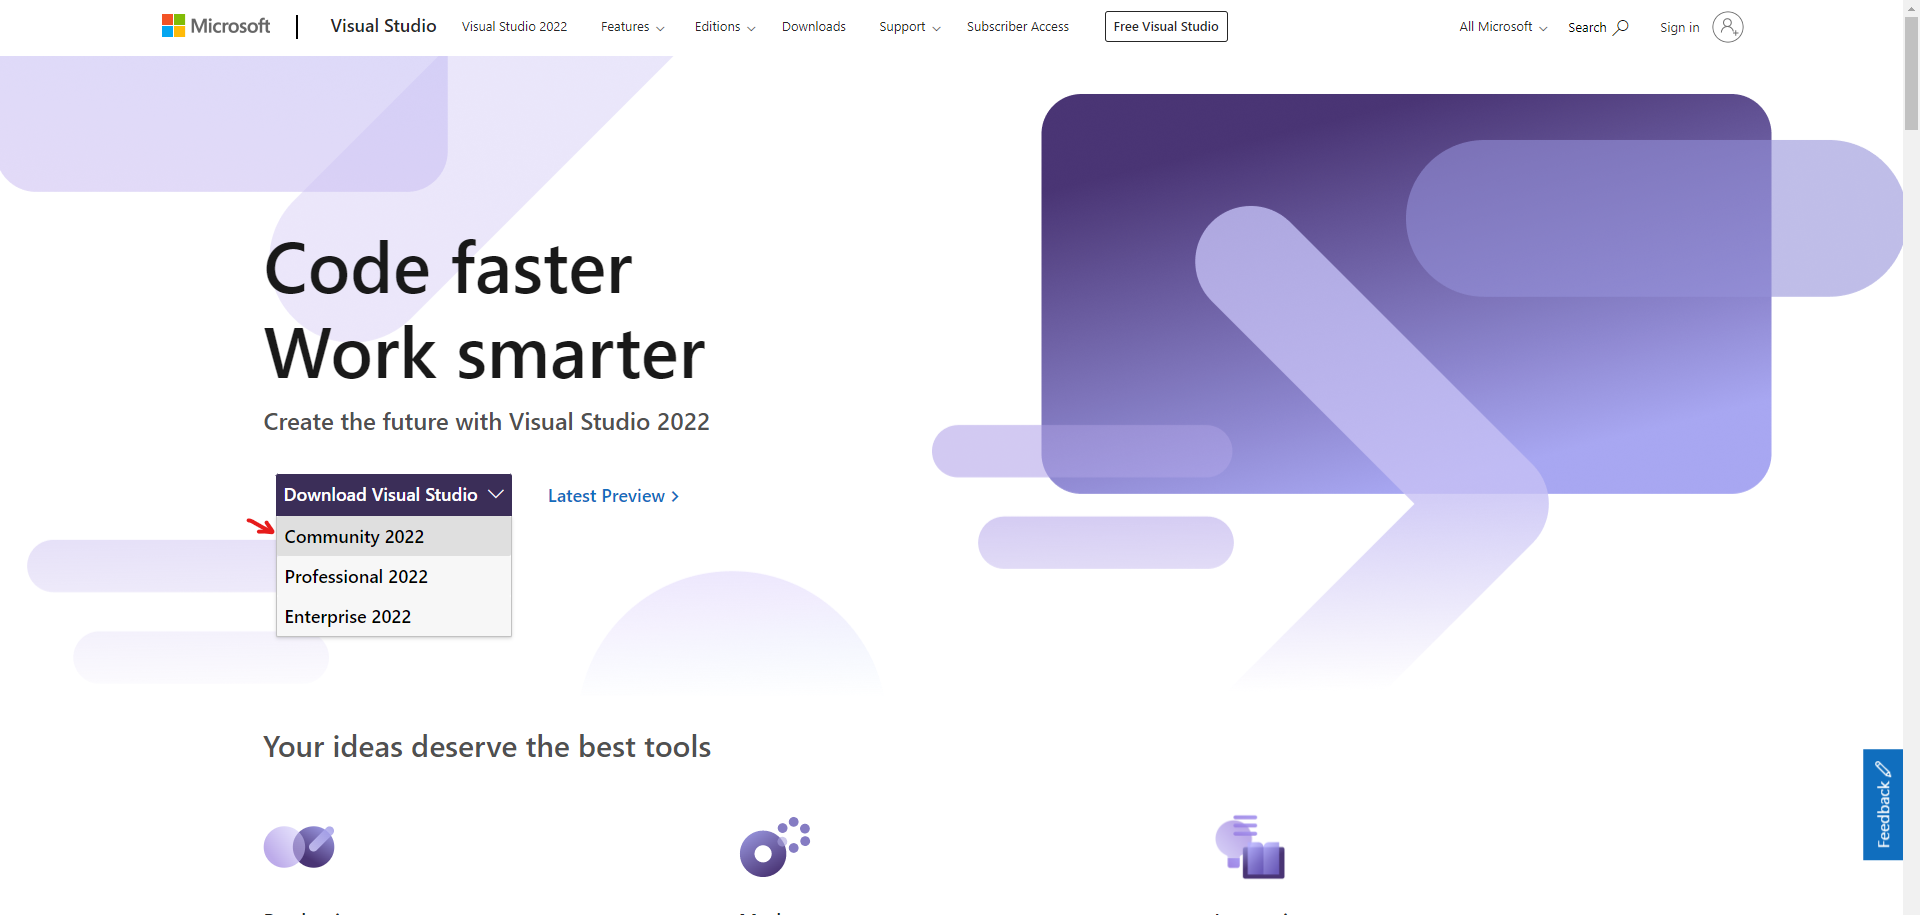 Microsoft
Visual Studio
Visual Studio 2022
Features
Editions
Downloads
Support
Subscriber Access
Free Visual Studio
All Microsoft
Search
Sign in
Code faster
Work smarter
Create the future with Visual Studio 2022
Download Visual Studio
Latest Preview
Community 2022
Professional 2022
Enterprise 2022
Your ideas deserve the best tools
Feedback